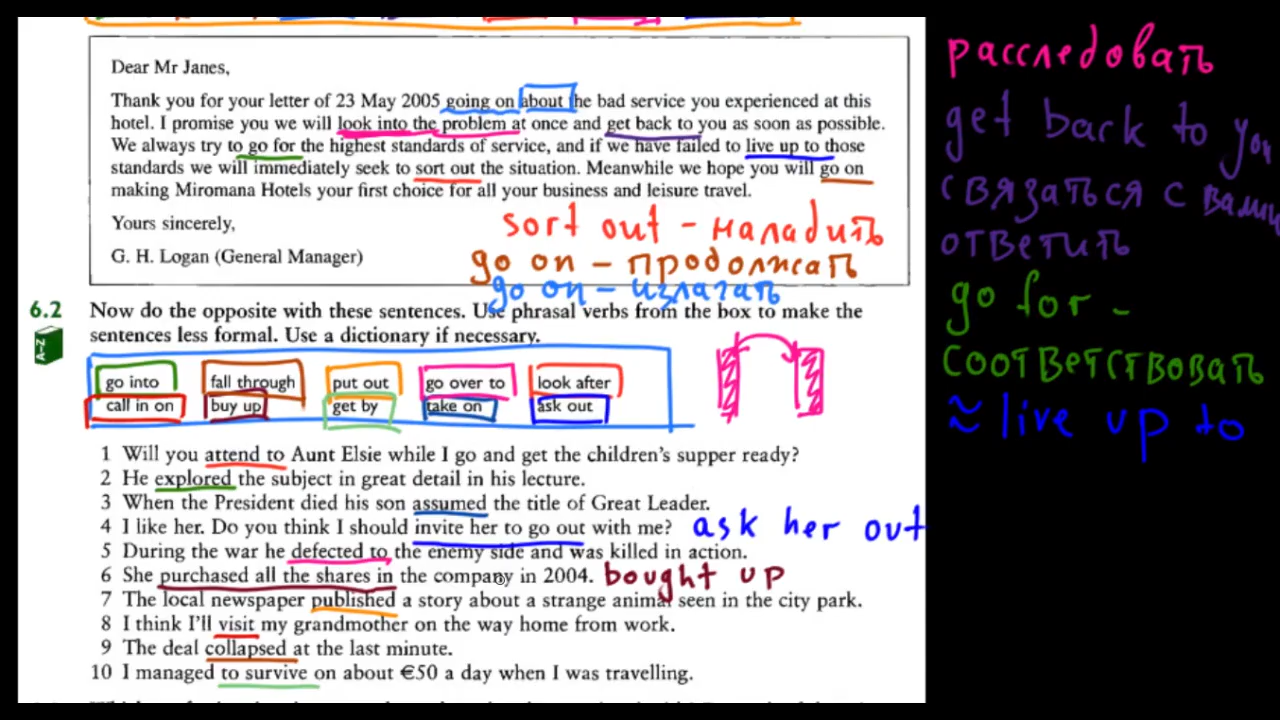 Dear Mr Janes,
Thank you for your letter of 23 May 2005 going on about the bad service you experienced at this
hotel. I promise you we will look into the problem at once and get back to you as soon as possible.
We always try to go for the highest standards of service, and if we have failed to live up to those
standards we will immediately seek to sort out the situation. Meanwhile we hope you will go on
making Miromana Hotels your first choice for all your business and leisure travel.
Yours sincerely,
G. H. Logan (General Manager)
sort out - наладить
go on - продолжать
go on - излагать
6.2 Now do the opposite with these sentences. Use phrasal verbs from the box to make the
sentences less formal. Use a dictionary if necessary.
A-Z
go into fall through put out go over to look after
call in on buy up get by take on ask out
1 Will you attend to Aunt Elsie while I go and get the children's supper ready?
2 He explored the subject in great detail in his lecture.
3 When the President died his son assumed the title of Great Leader.
4 I like her. Do you think I should invite her to go out with me? ask her out
5 During the war he defected to the enemy side and was killed in action.
6 She purchased all the shares in the company in 2004. bought up
7 The local newspaper published a story about a strange animal seen in the city park.
8 I think I'll visit my grandmother on the way home from work.
9 The deal collapsed at the last minute.
10 I managed to survive on about €50 a day when I was travelling.
расследовать
get back to you
связаться с вами
ответить
go for -
соответствовать
≈ live up to